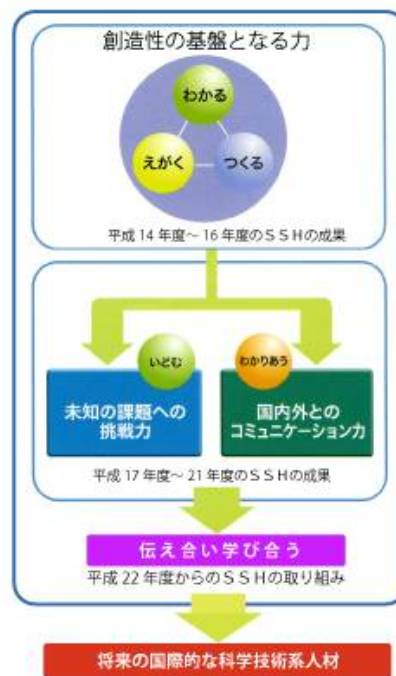 創造性の基盤となる力
わかる
えがく
つくる
平成14年度～16年度のSSHの成果
いどむ
わかりあう
未知の課題への
挑戦力
国内外との
コミュニケーション力
平成17年度～21年度のSSHの成果
伝え合い学び合う
平成22年度からのSSHの取り組み
将来の国際的な科学技術系人材